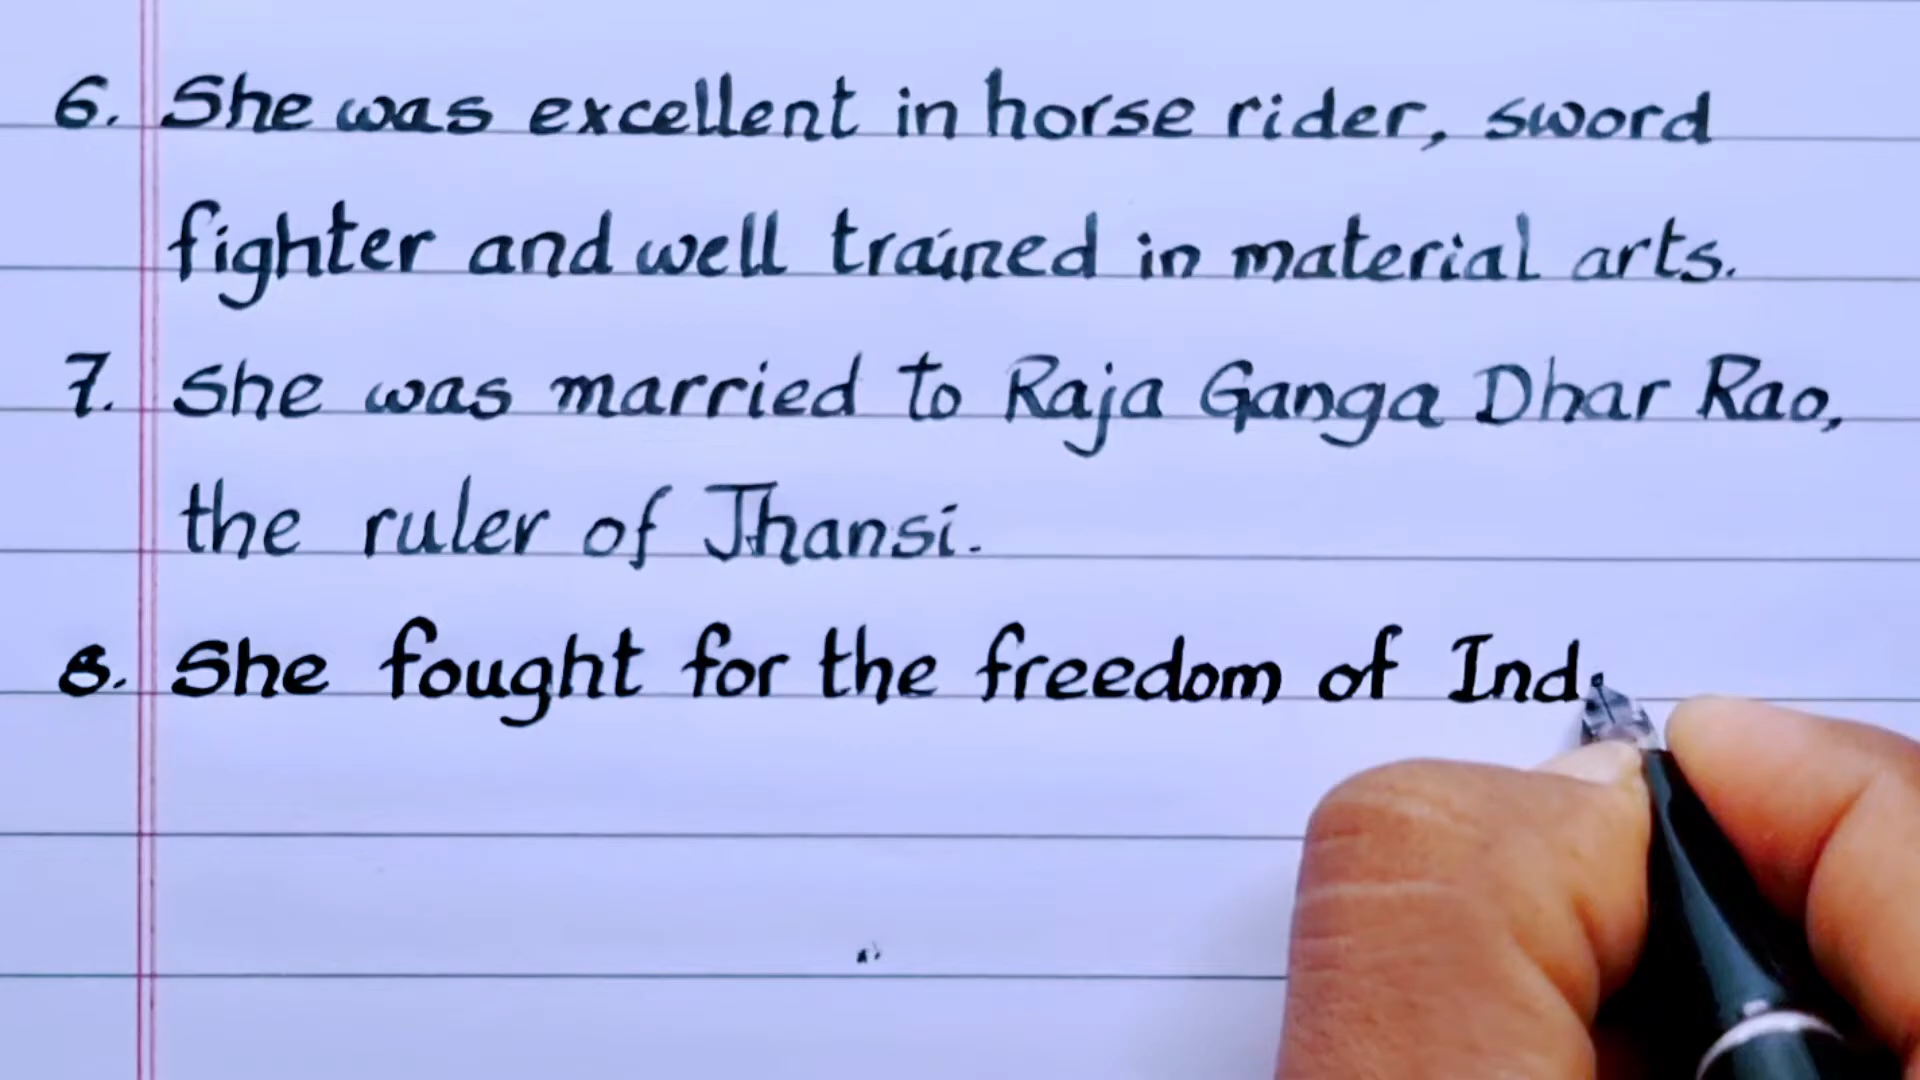 6. She was excellent in horse rider, sword
fighter and well trained in material arts.
7. She was married to Raja Ganga Dhar Rao,
the ruler of Jhansi.
8. She fought for the freedom of Ind